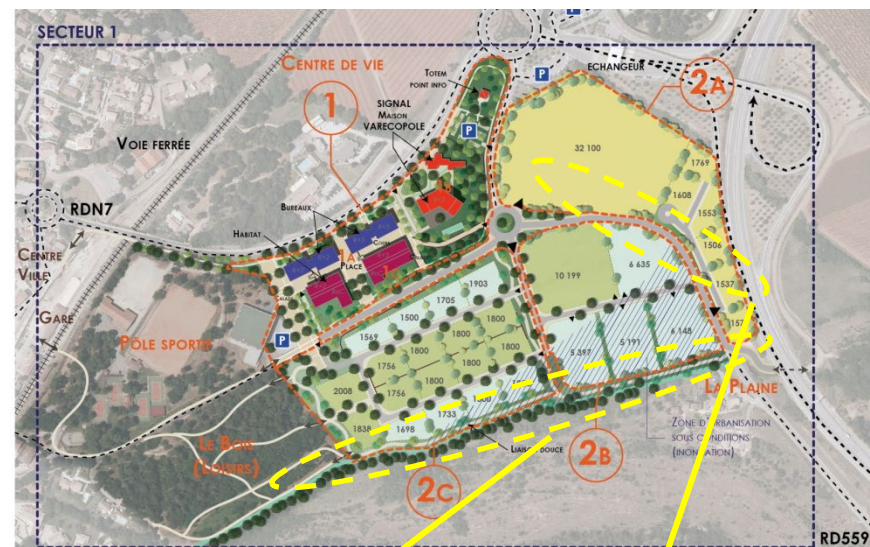 SECTEUR 1
P
CENTRE DE VIE
TOTEM
POINT INFO
P
ECHANGEUR
2A
1
SIGNAL
MAISON
VARECOPOLE
P
VOIE FERRÉE
32 100
1769
1608
1553
1506
1537
RDN7
BUREAUX
HABITAT
PLACE
1A
1
CENTRE
VILLE
GARE
PÔLE SPORTIF
P
1903
1705
1500
1569
10 199
6 635
1800
1800
1800
1800
1800
1800
1756
1756
2008
1838
1698
1733
5 397
5 191
6 148
LA PLAINE
LE BOIS
(LOISIRS)
LIAISON DOUCE
2C
2B
ZONE D'URBANISATION
SOUS CONDITIONS
(INONDATION)
RD559